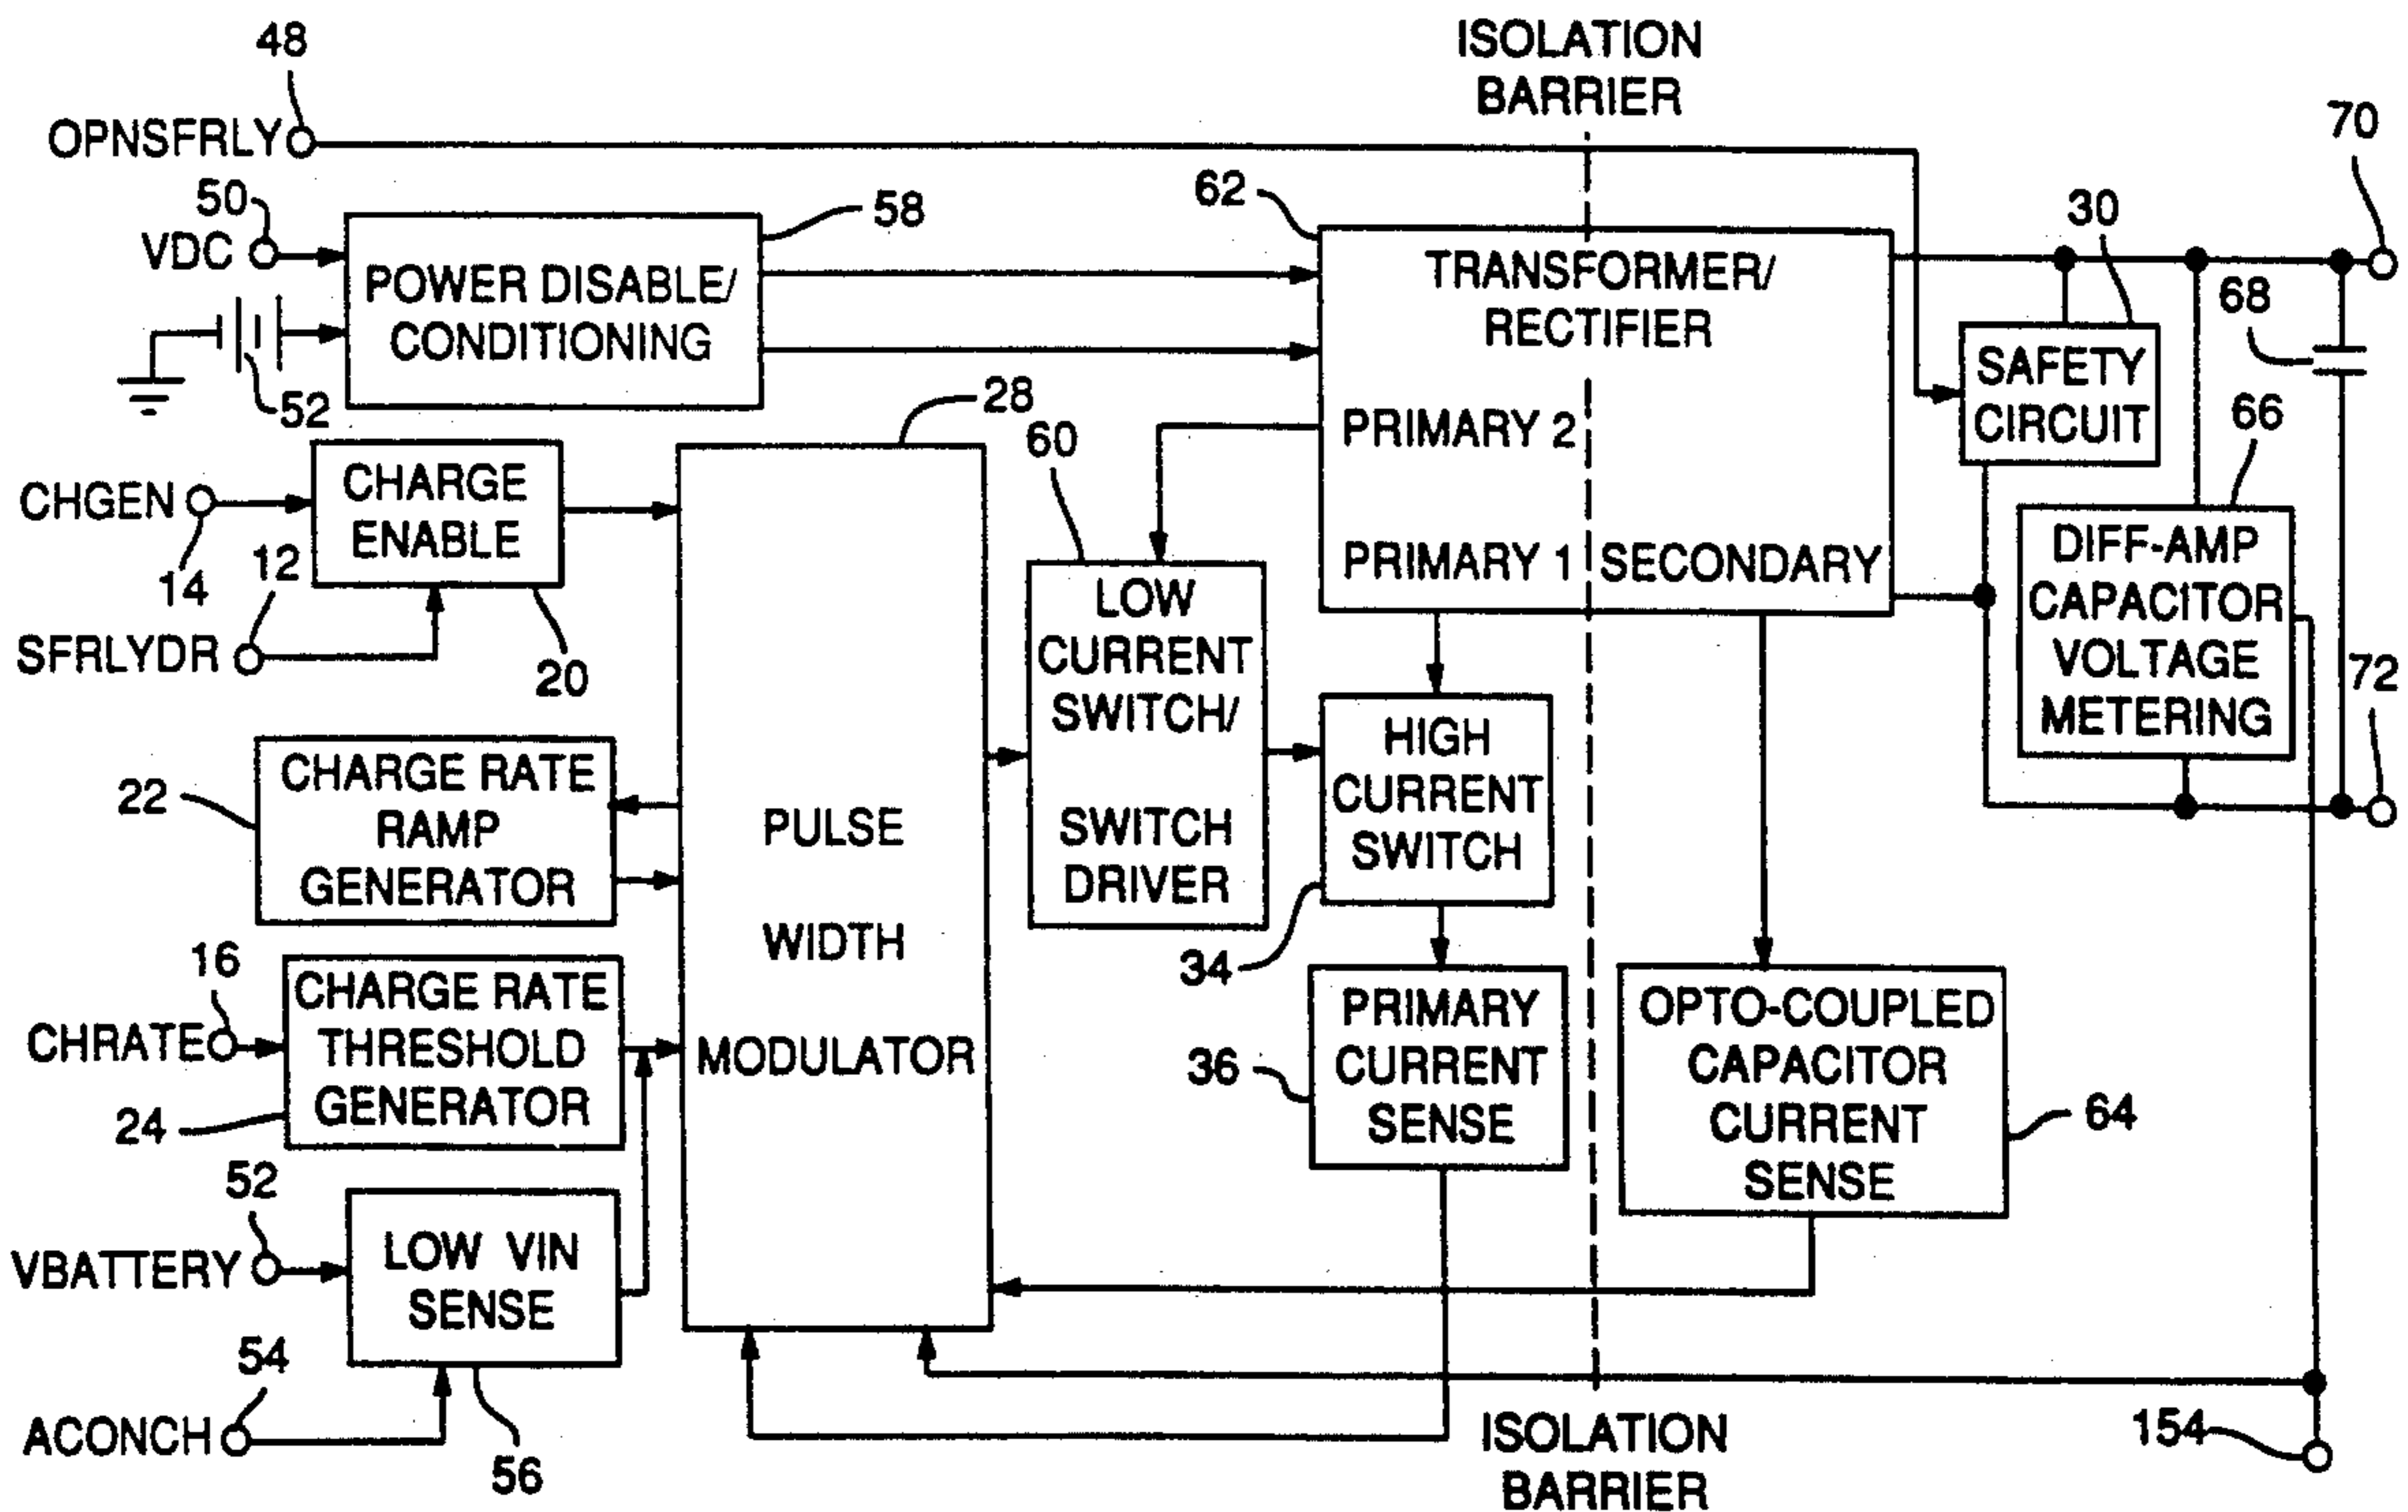 ISOLATION
BARRIER
48
OPNSFRLY
50
VDC
52
POWER DISABLE/
CONDITIONING
58
62
TRANSFORMER/
RECTIFIER
PRIMARY 2
PRIMARY 1
SECONDARY
30
SAFETY
CIRCUIT
70
68
66
DIFF-AMP
CAPACITOR
VOLTAGE
METERING
72
CHGEN
14
CHARGE
ENABLE
12
SFRLYDR
20
28
PULSE
WIDTH
MODULATOR
60
LOW
CURRENT
SWITCH/
SWITCH
DRIVER
HIGH
CURRENT
SWITCH
34
22
CHARGE RATE
RAMP
GENERATOR
16
CHRATE
CHARGE RATE
THRESHOLD
GENERATOR
24
36
PRIMARY
CURRENT
SENSE
OPTO-COUPLED
CAPACITOR
CURRENT
SENSE
64
52
VBATTERY
LOW VIN
SENSE
54
ACONCH
56
ISOLATION
BARRIER
154